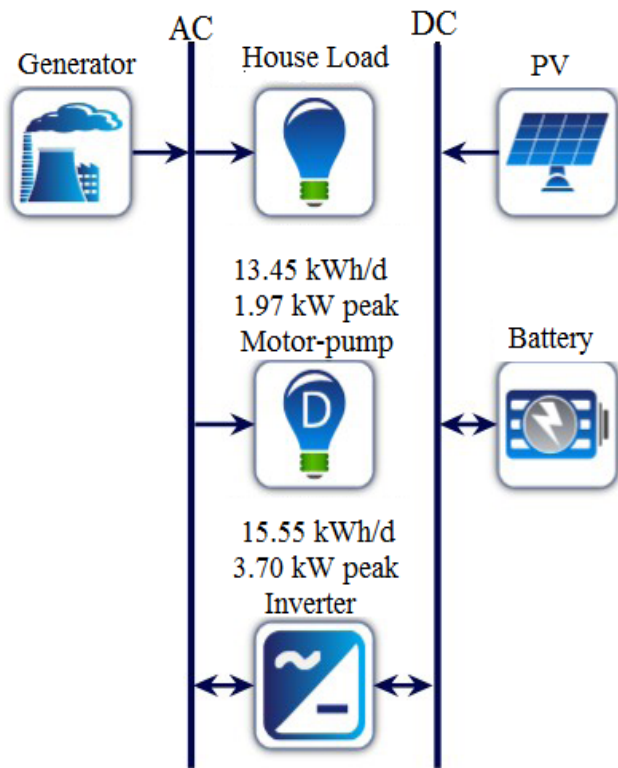 AC
DC
Generator
House Load
PV
13.45 kWh/d
1.97 kW peak
Motor-pump
Battery
D
15.55 kWh/d
3.70 kW peak
Inverter